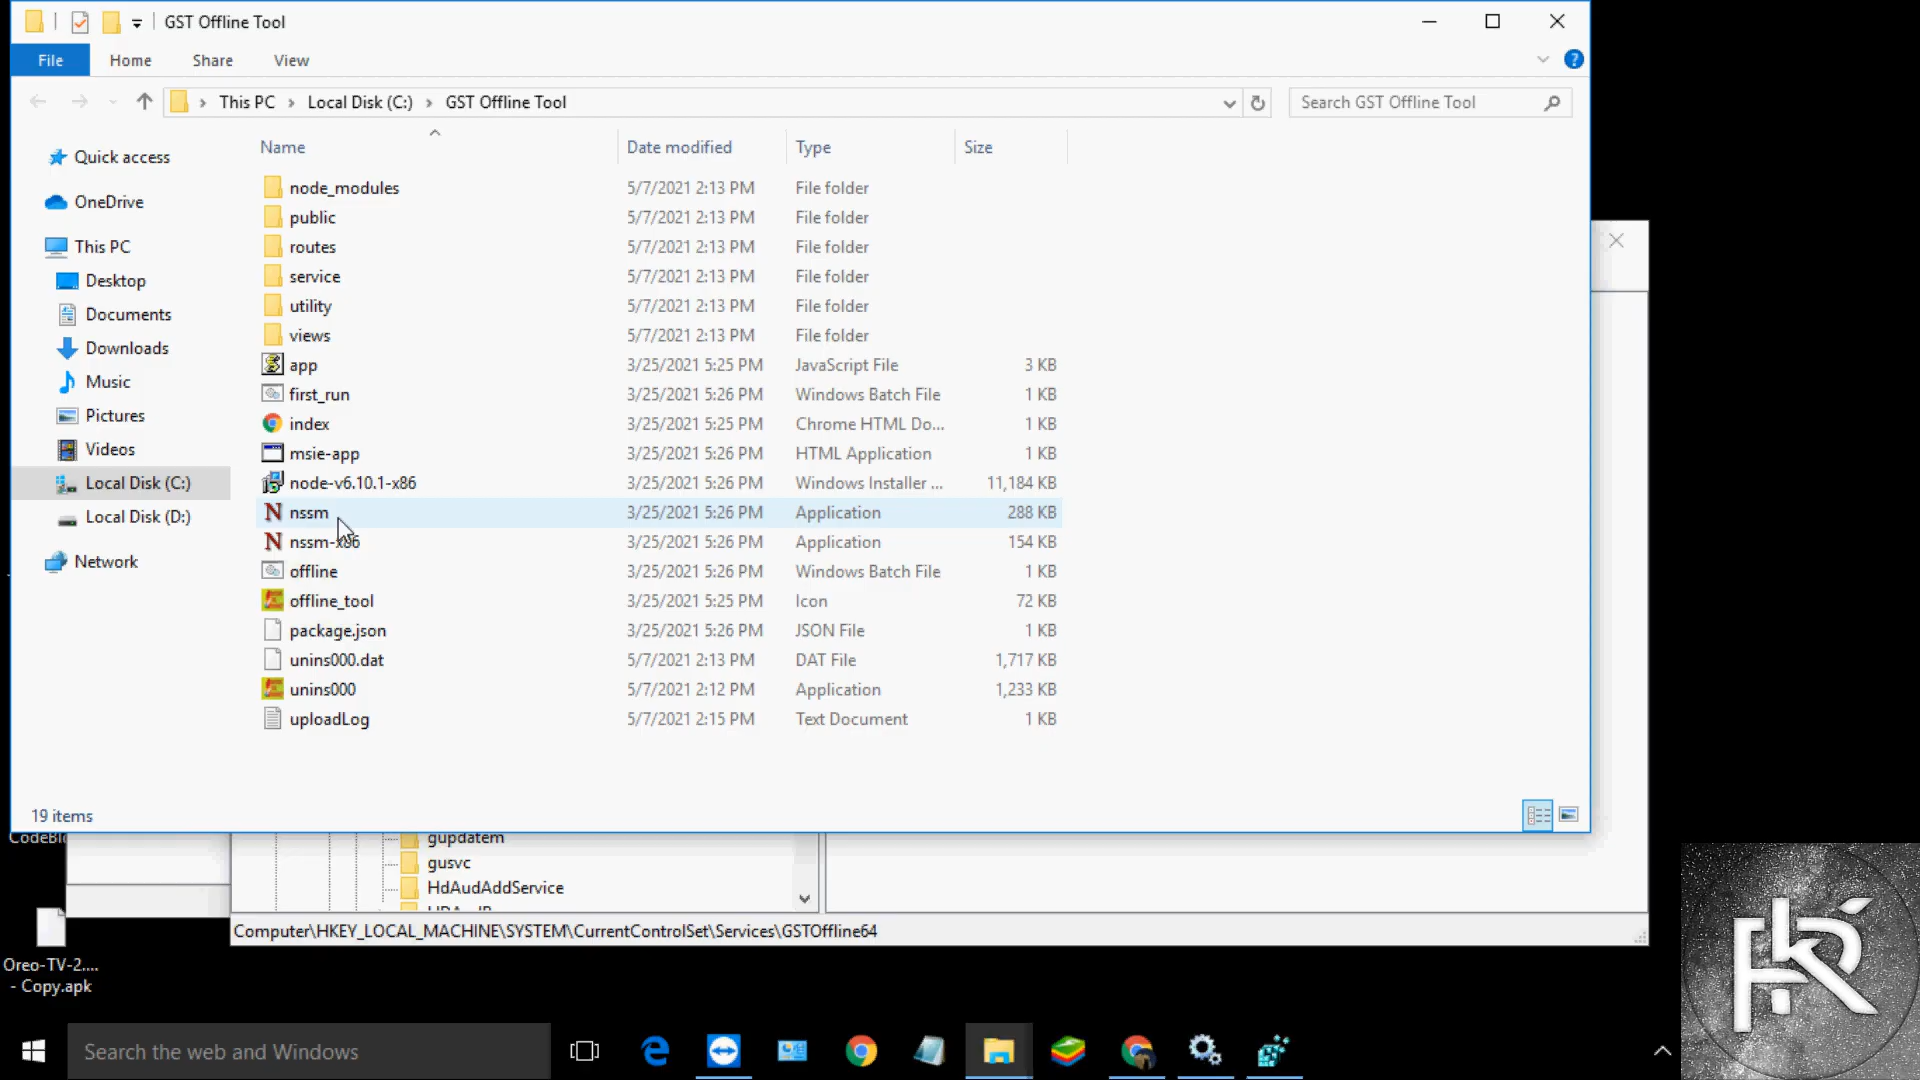 GST Offline Tool
File Home Share View
This PC Local Disk (C:) GST Offline Tool
Search GST Offline Tool
Name Date modified Type Size
Quick access
OneDrive
This PC
Desktop
Documents
Downloads
Music
Pictures
Videos
Local Disk (C:)
Local Disk (D:)
Network
node_modules 5/7/2021 2:13 PM File folder
public 5/7/2021 2:13 PM File folder
routes 5/7/2021 2:13 PM File folder
service 5/7/2021 2:13 PM File folder
utility 5/7/2021 2:13 PM File folder
views 5/7/2021 2:13 PM File folder
app 3/25/2021 5:25 PM JavaScript File 3 KB
first_run 3/25/2021 5:26 PM Windows Batch File 1 KB
index 3/25/2021 5:25 PM Chrome HTML Do... 1 KB
msie-app 3/25/2021 5:26 PM HTML Application 1 KB
node-v6.10.1-x86 3/25/2021 5:26 PM Windows Installer ... 11,184 KB
nssm 3/25/2021 5:26 PM Application 288 KB
nssm-x86 3/25/2021 5:26 PM Application 154 KB
offline 3/25/2021 5:26 PM Windows Batch File 1 KB
offline_tool 3/25/2021 5:25 PM Icon 72 KB
package.json 3/25/2021 5:26 PM JSON File 1 KB
unins000.dat 5/7/2021 2:13 PM DAT File 1,717 KB
unins000 5/7/2021 2:12 PM Application 1,233 KB
uploadLog 5/7/2021 2:15 PM Text Document 1 KB
19 items
gupdatem
gusvc
HdAudAddService
Computer\HKEY_LOCAL_MACHINE\SYSTEM\CurrentControlSet\Services\GSTOffline64
Oreo-TV-2....
- Copy.apk
Search the web and Windows